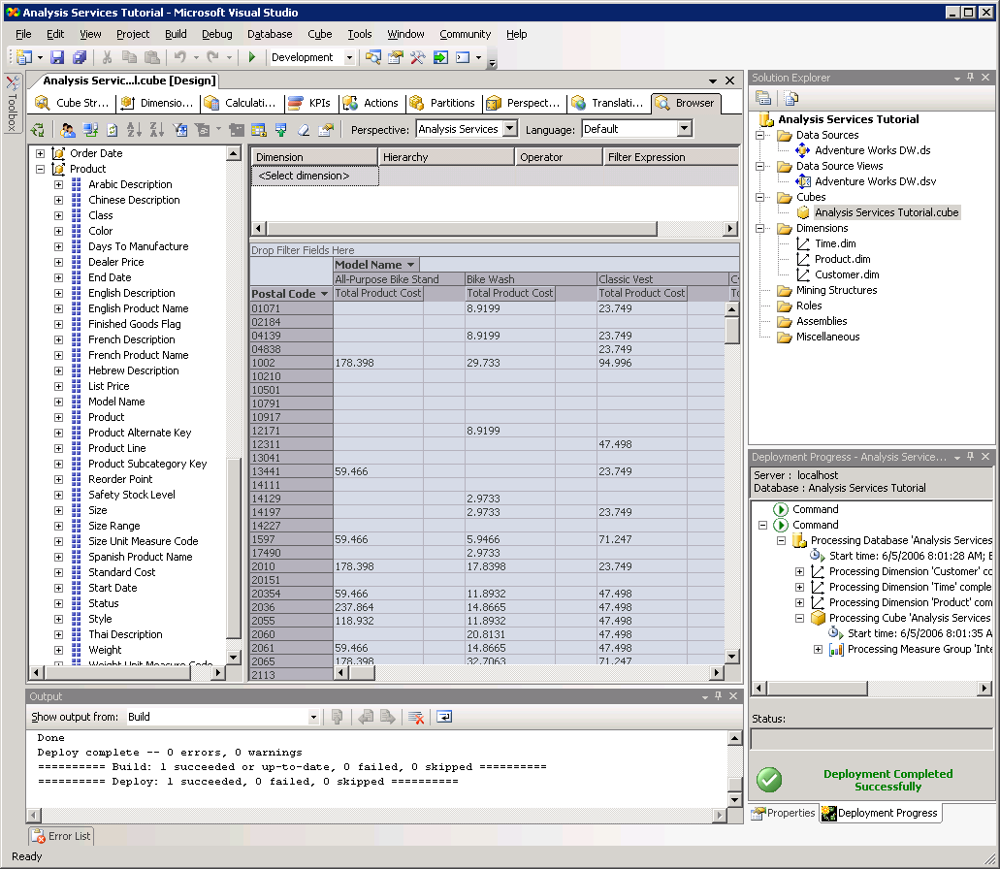 Analysis Services Tutorial - Microsoft Visual Studio
File Edit View Project Build Debug Database Cube Tools Window Community Help
Development
Toolbox
Analysis Servic...l.cube [Design]
Cube Str... Dimensio... Calculati... KPIs Actions Partitions Perspect... Translati... Browser
Perspective: Analysis Services Language: Default
Order Date
Product
Arabic Description
Chinese Description
Class
Color
Days To Manufacture
Dealer Price
End Date
English Description
English Product Name
Finished Goods Flag
French Description
French Product Name
Hebrew Description
List Price
Model Name
Product
Product Alternate Key
Product Line
Product Subcategory Key
Reorder Point
Safety Stock Level
Size
Size Range
Size Unit Measure Code
Spanish Product Name
Standard Cost
Start Date
Status
Style
Thai Description
Weight
Weight Unit Measure Code
Dimension Hierarchy Operator Filter Expression
<Select dimension>
Drop Filter Fields Here
Model Name
All-Purpose Bike Stand Bike Wash Classic Vest
Postal Code Total Product Cost Total Product Cost Total Product Cost
01071 8.9199 23.749
02184
04139 8.9199 23.749
04838 23.749
1002 178.398 29.733 94.996
10210
10501
10791
10917
12171 8.9199
12311 47.498
13041
13441 59.466 23.749
14111
14129 2.9733
14197 2.9733 23.749
14227
1597 59.466 5.9466 71.247
17490 2.9733
2010 178.398 17.8398 23.749
20151
20354 59.466 11.8932 47.498
2036 237.864 14.8665 47.498
2055 118.932 11.8932 47.498
2060 20.8131 47.498
2061 59.466 14.8665 47.498
2065 178.398 32.7063 71.247
2113
Solution Explorer
Analysis Services Tutorial
Data Sources
Adventure Works DW.ds
Data Source Views
Adventure Works DW.dsv
Cubes
Analysis Services Tutorial.cube
Dimensions
Time.dim
Product.dim
Customer.dim
Mining Structures
Roles
Assemblies
Miscellaneous
Deployment Progress - Analysis Service...
Server : localhost
Database : Analysis Services Tutorial
Command
Command
Processing Database 'Analysis Services
Start time: 6/5/2006 8:01:28 AM; E
Processing Dimension 'Customer' co
Processing Dimension 'Time' comple
Processing Dimension 'Product' com
Processing Cube 'Analysis Services
Start time: 6/5/2006 8:01:35 A
Processing Measure Group 'Inte
Status:
Deployment Completed
Successfully
Properties Deployment Progress
Output
Show output from: Build
Done
Deploy complete -- 0 errors, 0 warnings
========== Build: 1 succeeded or up-to-date, 0 failed, 0 skipped ==========
========== Deploy: 1 succeeded, 0 failed, 0 skipped ==========
Error List
Ready